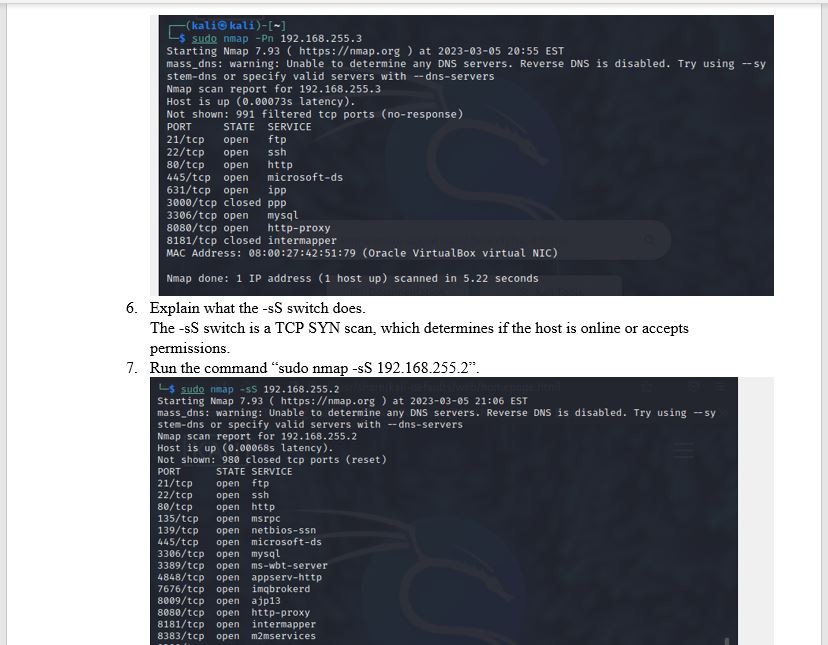 (kali㉿kali)-[~]
$ sudo nmap -Pn 192.168.255.3
Starting Nmap 7.93 ( https://nmap.org ) at 2023-03-05 20:55 EST
mass_dns: warning: Unable to determine any DNS servers. Reverse DNS is disabled. Try using --sy
stem-dns or specify valid servers with --dns-servers
Nmap scan report for 192.168.255.3
Host is up (0.00073s latency).
Not shown: 991 filtered tcp ports (no-response)
PORT STATE SERVICE
21/tcp open ftp
22/tcp open ssh
80/tcp open http
445/tcp open microsoft-ds
631/tcp open ipp
3000/tcp closed ppp
3306/tcp open mysql
8080/tcp open http-proxy
8181/tcp closed intermapper
MAC Address: 08:00:27:42:51:79 (Oracle VirtualBox virtual NIC)
Nmap done: 1 IP address (1 host up) scanned in 5.22 seconds
6. Explain what the -sS switch does.
The -sS switch is a TCP SYN scan, which determines if the host is online or accepts
permissions.
7. Run the command “sudo nmap -sS 192.168.255.2”.
$ sudo nmap -sS 192.168.255.2
Starting Nmap 7.93 ( https://nmap.org ) at 2023-03-05 21:06 EST
mass_dns: warning: Unable to determine any DNS servers. Reverse DNS is disabled. Try using --sy
stem-dns or specify valid servers with --dns-servers
Nmap scan report for 192.168.255.2
Host is up (0.00068s latency).
Not shown: 980 closed tcp ports (reset)
PORT STATE SERVICE
21/tcp open ftp
22/tcp open ssh
80/tcp open http
135/tcp open msrpc
139/tcp open netbios-ssn
445/tcp open microsoft-ds
3306/tcp open mysql
3389/tcp open ms-wbt-server
4848/tcp open appserv-http
7676/tcp open imqbrokerd
8009/tcp open ajp13
8080/tcp open http-proxy
8181/tcp open intermapper
8383/tcp open m2mservices